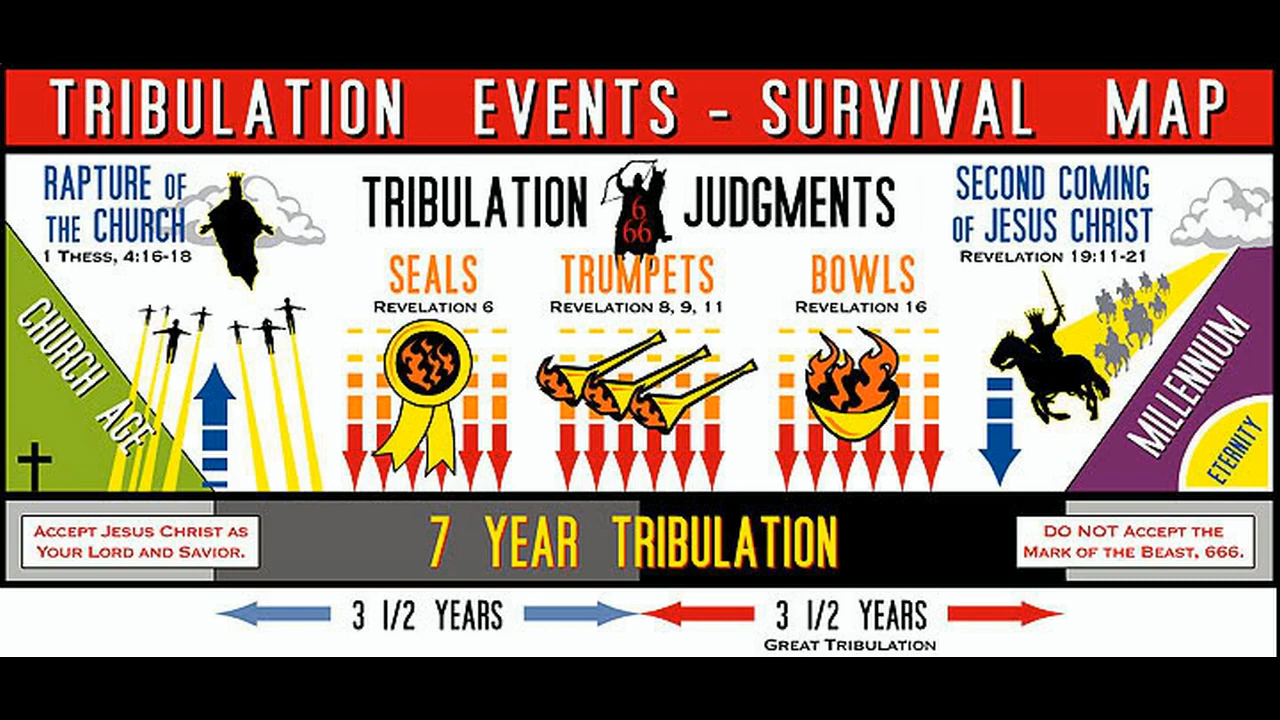 TRIBULATION EVENTS - SURVIVAL MAP
RAPTURE OF
THE CHURCH
1 THESS, 4:16-18
TRIBULATION JUDGMENTS
6
66
SEALS
REVELATION 6
TRUMPETS
REVELATION 8, 9, 11
BOWLS
REVELATION 16
SECOND COMING
OF JESUS CHRIST
REVELATION 19:11-21
CHURCH AGE
MILLENNIUM
ETERNITY
ACCEPT JESUS CHRIST AS
YOUR LORD AND SAVIOR.
7 YEAR TRIBULATION
DO NOT ACCEPT THE
MARK OF THE BEAST, 666.
3 1/2 YEARS
3 1/2 YEARS
GREAT TRIBULATION